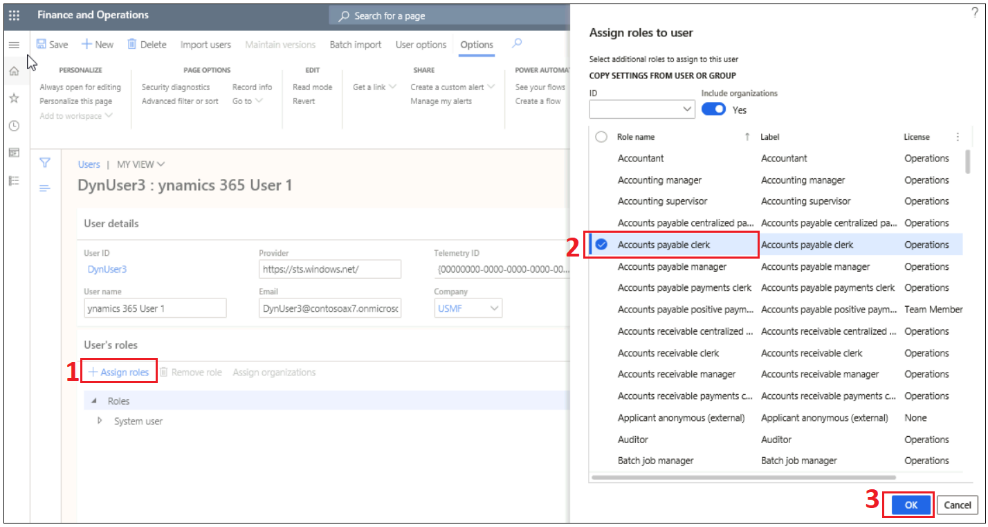 Finance and Operations
Search for a page
?
Save
New
Delete
Import users
Maintain versions
Batch import
User options
Options
PERSONALIZE
Always open for editing
Personalize this page
Add to workspace
PAGE OPTIONS
Security diagnostics
Advanced filter or sort
Record info
Go to
EDIT
Read mode
Revert
SHARE
Get a link
Create a custom alert
Manage my alerts
POWER AUTOMA
See your flows
Create a flow
Users | MY VIEW
DynUser3 : ynamics 365 User 1
User details
User ID
DynUser3
Provider
https://sts.windows.net/
Telemetry ID
{00000000-0000-0000-0000-00...
User name
ynamics 365 User 1
Email
DynUser3@contosoax7.onmicrosc
Company
USMF
User's roles
1
Assign roles
Remove role
Assign organizations
Roles
System user
Assign roles to user
Select additional roles to assign to this user
COPY SETTINGS FROM USER OR GROUP
ID
Include organizations
Yes
Role name Label License
Accountant Accountant Operations
Accounting manager Accounting manager Operations
Accounting supervisor Accounting supervisor Operations
Accounts payable centralized pa... Accounts payable centralized pa... Operations
2 Accounts payable clerk Accounts payable clerk Operations
Accounts payable manager Accounts payable manager Operations
Accounts payable payments clerk Accounts payable payments clerk Operations
Accounts payable positive paym... Accounts payable positive paym... Team Member
Accounts receivable centralized ... Accounts receivable centralized ... Operations
Accounts receivable clerk Accounts receivable clerk Operations
Accounts receivable manager Accounts receivable manager Operations
Accounts receivable payments c... Accounts receivable payments c... Operations
Applicant anonymous (external) Applicant anonymous (external) None
Auditor Auditor Operations
Batch job manager Batch job manager Operations
3
OK
Cancel